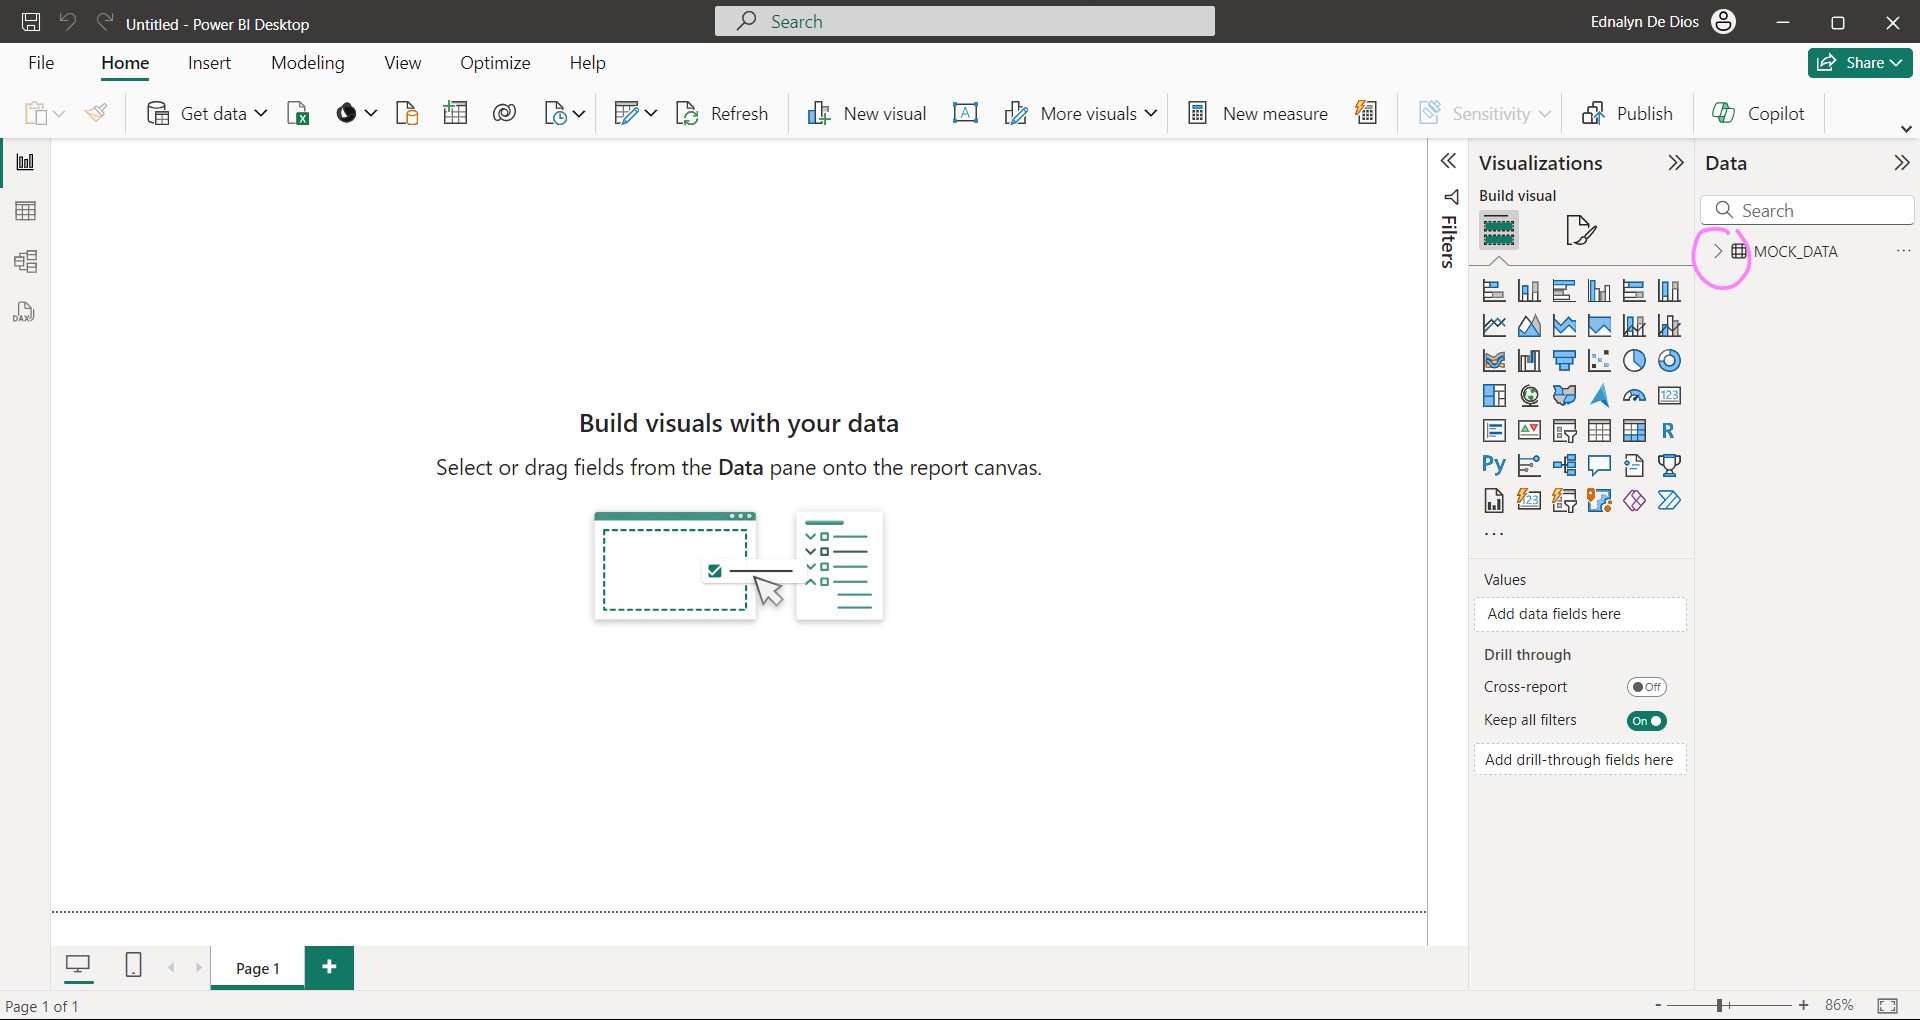 Untitled - Power BI Desktop
Search
Ednalyn De Dios
File Home Insert Modeling View Optimize Help
Share
Get data
Refresh
New visual
More visuals
New measure
Sensitivity
Publish
Copilot
Visualizations
Data
Build visual
Search
Filters
MOCK_DATA
DAX
123
R
Py
123
Build visuals with your data
Select or drag fields from the Data pane onto the report canvas.
Values
Add data fields here
Drill through
Cross-report
Off
Keep all filters
On
Add drill-through fields here
Page 1
Page 1 of 1
86%